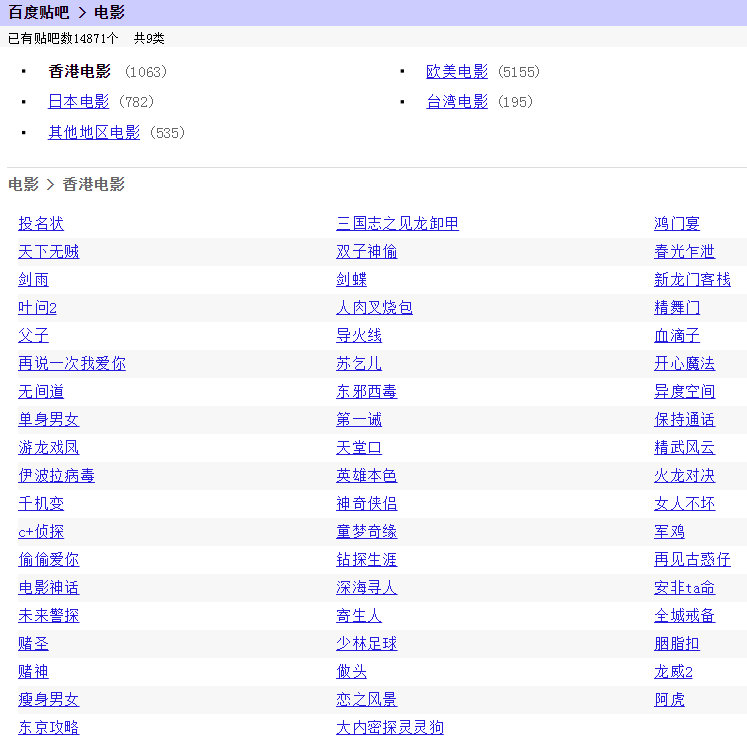 百度贴吧 > 电影
已有贴吧数14871个 共9类
香港电影 (1063) 欧美电影 (5155)
日本电影 (782) 台湾电影 (195)
其他地区电影 (535)
电影 > 香港电影
投名状 三国志之见龙卸甲 鸿门宴
天下无贼 双子神偷 春光乍泄
剑雨 剑蝶 新龙门客栈
叶问2 人肉叉烧包 精舞门
父子 导火线 血滴子
再说一次我爱你 苏乞儿 开心魔法
无间道 东邪西毒 异度空间
单身男女 第一诫 保持通话
游龙戏凤 天堂口 精武风云
伊波拉病毒 英雄本色 火龙对决
千机变 神奇侠侣 女人不坏
c+侦探 童梦奇缘 军鸡
偷偷爱你 钻探生涯 再见古惑仔
电影神话 深海寻人 安非ta命
未来警探 寄生人 全城戒备
赌圣 少林足球 胭脂扣
赌神 做头 龙威2
瘦身男女 恋之风景 阿虎
东京攻略 大内密探灵灵狗